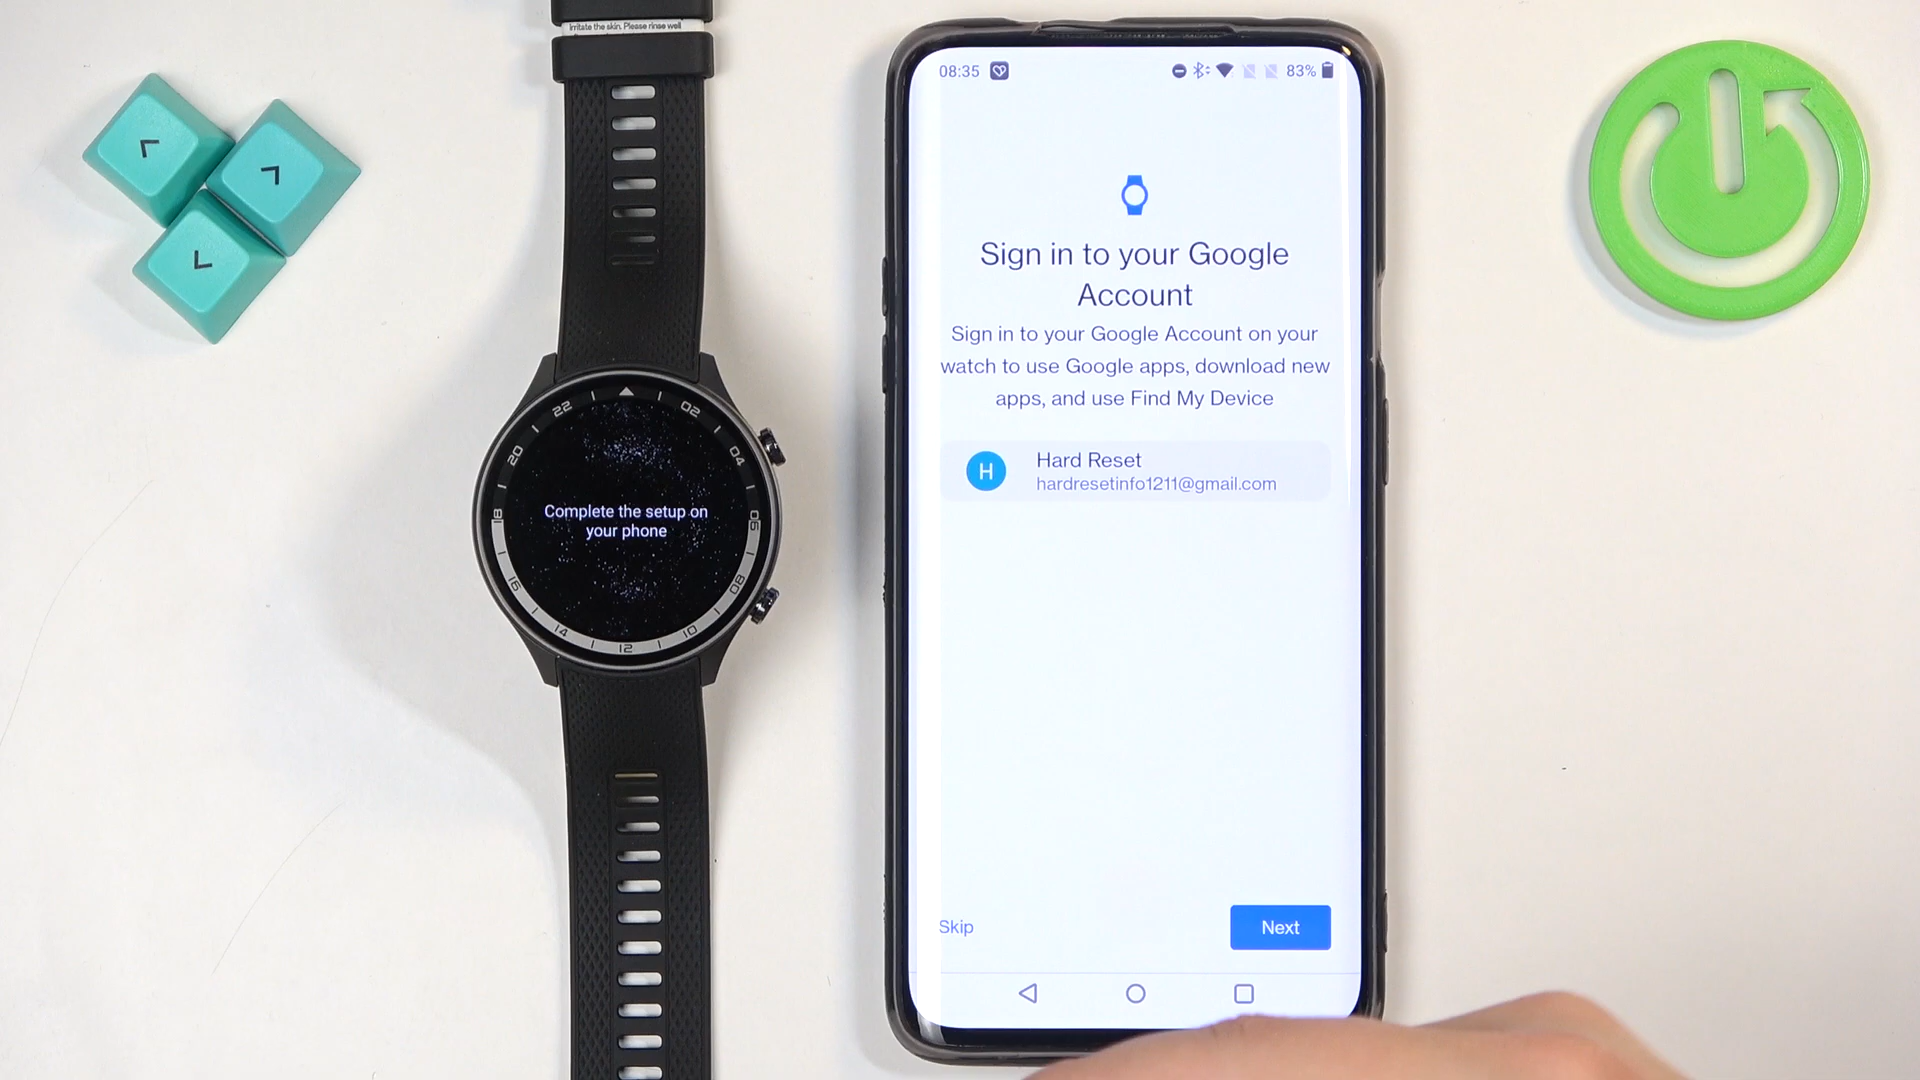 irritate the skin. Please rinse well
08:35
83%
Sign in to your Google
Account
Sign in to your Google Account on your
watch to use Google apps, download new
apps, and use Find My Device
H
Hard Reset
hardresetinfo1211@gmail.com
Skip
Next
22
02
20
04
18
06
16
08
14
10
12
Complete the setup on
your phone